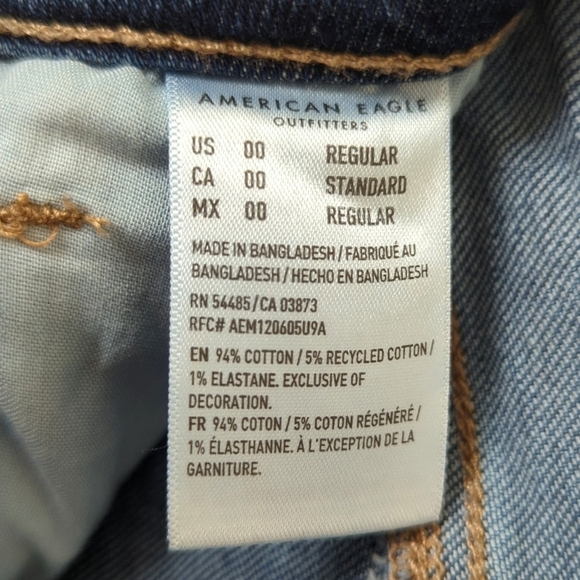 AMERICAN EAGLE
OUTFITTERS
US 00 REGULAR
CA 00 STANDARD
MX 00 REGULAR
MADE IN BANGLADESH / FABRIQUÉ AU
BANGLADESH / HECHO EN BANGLADESH
RN 54485 / CA 03873
RFC# AEM120605U9A
EN 94% COTTON / 5% RECYCLED COTTON /
1% ELASTANE. EXCLUSIVE OF
DECORATION.
FR 94% COTON / 5% COTON RÉGÉNÉRÉ /
1% ÉLASTHANNE. À L'EXCEPTION DE LA
GARNITURE.